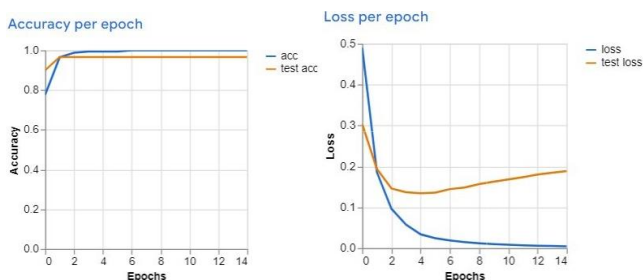 Accuracy per epoch
Accuracy
1.0
0.8
0.6
0.4
0.2
0.0
0 2 4 6 8 10 12 14
Epochs
acc
test acc
Loss per epoch
Loss
0.5
0.4
0.3
0.2
0.1
0.0
0 2 4 6 8 10 12 14
Epochs
loss
test loss